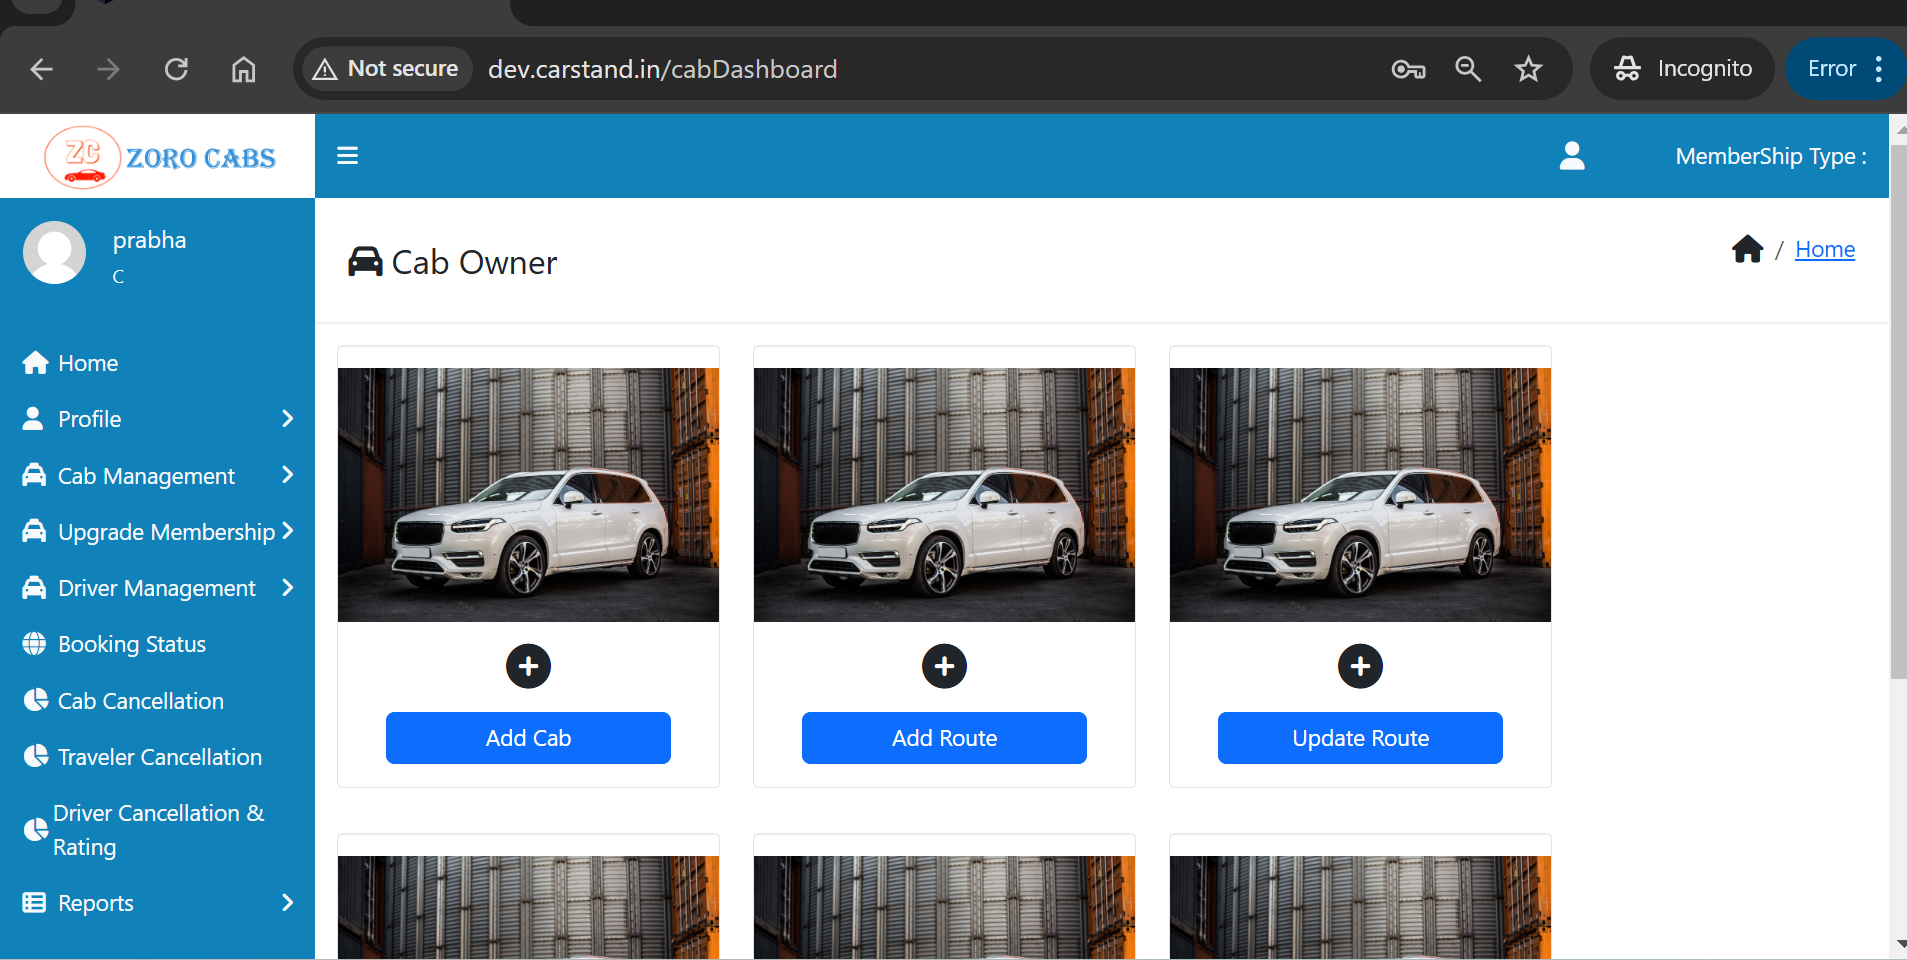 Not secure
dev.carstand.in/cabDashboard
Incognito
Error
ZC
ZORO CABS
MemberShip Type :
prabha
C
Cab Owner
/ Home
Home
Profile
Cab Management
Upgrade Membership
Driver Management
Booking Status
Cab Cancellation
Traveler Cancellation
Driver Cancellation &
Rating
Reports
Add Cab
Add Route
Update Route